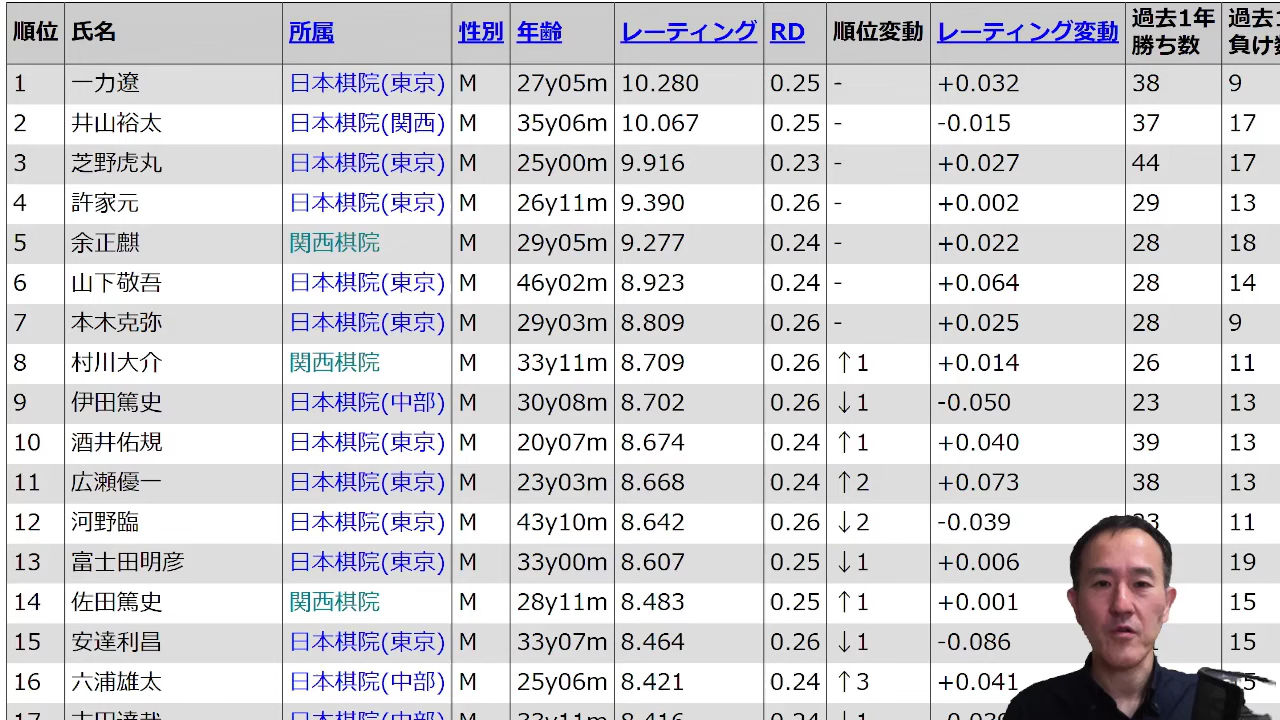 順位 氏名 所属 性別 年齢 レーティング RD 順位変動 レーティング変動 過去1年勝ち数 過去1 負け数
1 一力遼 日本棋院(東京) M 27y05m 10.280 0.25 - +0.032 38 9
2 井山裕太 日本棋院(関西) M 35y06m 10.067 0.25 - -0.015 37 17
3 芝野虎丸 日本棋院(東京) M 25y00m 9.916 0.23 - +0.027 44 17
4 許家元 日本棋院(東京) M 26y11m 9.390 0.26 - +0.002 29 13
5 余正麒 関西棋院 M 29y05m 9.277 0.24 - +0.022 28 18
6 山下敬吾 日本棋院(東京) M 46y02m 8.923 0.24 - +0.064 28 14
7 本木克弥 日本棋院(東京) M 29y03m 8.809 0.26 - +0.025 28 9
8 村川大介 関西棋院 M 33y11m 8.709 0.26 ↑1 +0.014 26 11
9 伊田篤史 日本棋院(中部) M 30y08m 8.702 0.26 ↓1 -0.050 23 13
10 酒井佑規 日本棋院(東京) M 20y07m 8.674 0.24 ↑1 +0.040 39 13
11 広瀬優一 日本棋院(東京) M 23y03m 8.668 0.24 ↑2 +0.073 38 13
12 河野臨 日本棋院(東京) M 43y10m 8.642 0.26 ↓2 -0.039 11
13 富士田明彦 日本棋院(東京) M 33y00m 8.607 0.25 ↓1 +0.006 19
14 佐田篤史 関西棋院 M 28y11m 8.483 0.25 ↑1 +0.001 15
15 安達利昌 日本棋院(東京) M 33y07m 8.464 0.26 ↓1 -0.086 15
16 六浦雄太 日本棋院(中部) M 25y06m 8.421 0.24 ↑3 +0.041